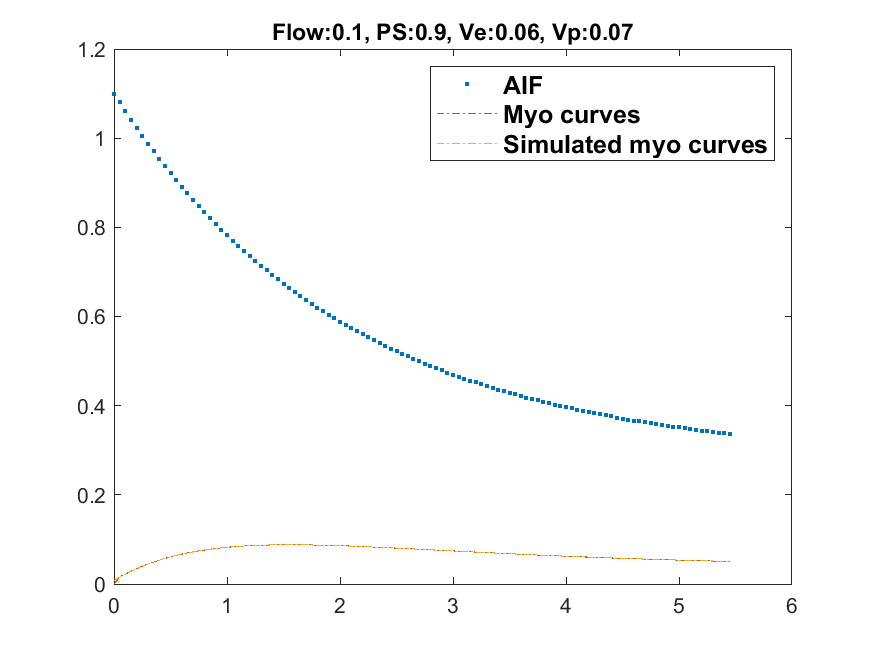 Flow:0.1, PS:0.9, Ve:0.06, Vp:0.07
1.2
AIF
Myo curves
Simulated myo curves
1
0.8
0.6
0.4
0.2
0
0 1 2 3 4 5 6